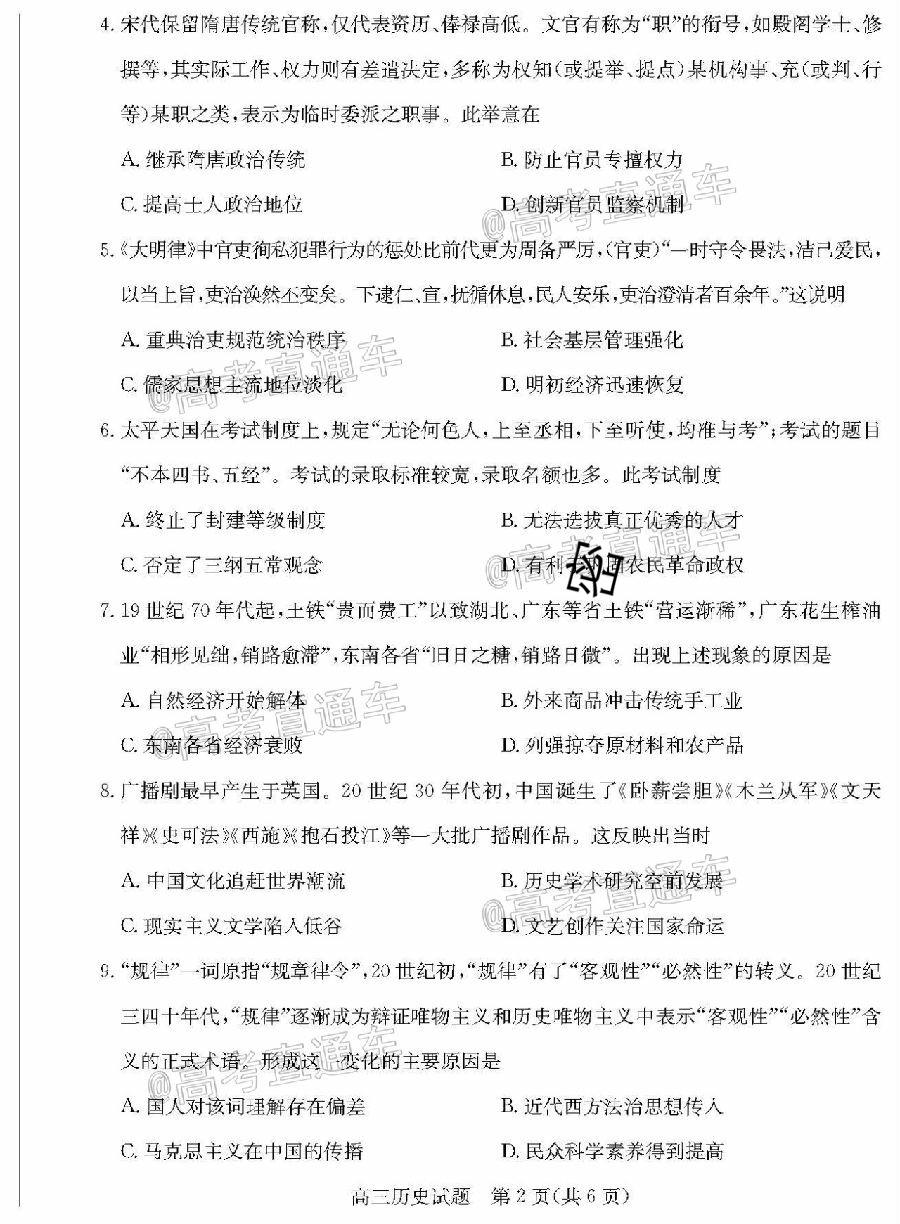 4. 宋代保留隋唐传统官称，仅代表资历、俸禄高低。文官有称为“职”的衔号，如殿阁学士、修
撰等，其实际工作、权力则有差遣决定，多称为权知(或提举、提点)某机构事、充(或判、行
等)某职之类，表示为临时委派之职事。此举意在
A. 继承隋唐政治传统 B. 防止官员专擅权力
C. 提高士人政治地位 D. 创新官员监察机制
@高考直通车
5.《大明律》中官吏徇私犯罪行为的惩处比前代更为周备严厉，(官吏)“一时守令畏法，洁己爱民，
以当上旨，吏治涣然丕变矣。下逮仁、宣，抚循休息，民人安乐，吏治澄清者百余年。”这说明
A. 重典治吏规范统治秩序 B. 社会基层管理强化
C. 儒家思想主流地位淡化 D. 明初经济迅速恢复
@高考直通车
6. 太平天国在考试制度上，规定“无论何色人，上至丞相，下至听使，均准与考”；考试的题目
“不本四书、五经”。考试的录取标准较宽，录取名额也多。此考试制度
A. 终止了封建等级制度 B. 无法选拔真正优秀的人才
C. 否定了三纲五常观念 D. 有利 农民革命政权
@高考直通车
7. 19 世纪 70 年代起，土铁“贵而费工”以致湖北、广东等省土铁“营运渐稀”，广东花生榨油
业“相形见绌，销路愈滞”，东南各省“旧日之糖，销路日微”。出现上述现象的原因是
A. 自然经济开始解体 B. 外来商品冲击传统手工业
C. 东南各省经济衰败 D. 列强掠夺原材料和农产品
@高考直通车
8. 广播剧最早产生于英国。20 世纪 30 年代初，中国诞生了《卧薪尝胆》《木兰从军》《文天
祥》《史可法》《西施》《抱石投江》等一大批广播剧作品。这反映出当时
A. 中国文化追赶世界潮流 B. 历史学术研究空前发展
C. 现实主义文学陷入低谷 D. 文艺创作关注国家命运
@高考直通车
9. “规律”一词原指“规章律令”，20 世纪初，“规律”有了“客观性”“必然性”的转义。20 世纪
三四十年代，“规律”逐渐成为辩证唯物主义和历史唯物主义中表示“客观性”“必然性”含
义的正式术语。形成这一变化的主要原因是
@高考直通车
A. 国人对该词理解存在偏差 B. 近代西方法治思想传入
C. 马克思主义在中国的传播 D. 民众科学素养得到提高
高三历史试题 第 2 页(共 6 页)